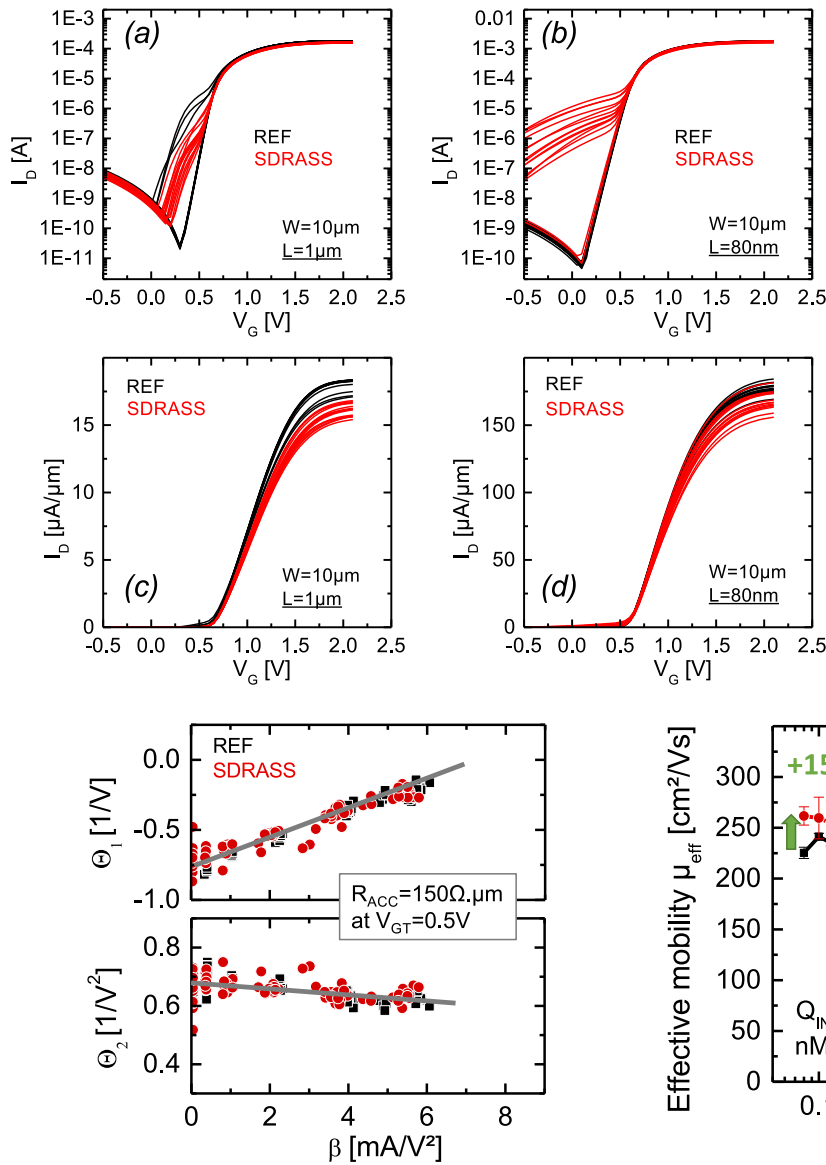 (a)
1E-3
1E-4
1E-5
1E-6
1E-7
1E-8
1E-9
1E-10
1E-11
I_D [A]
REF
SDRASS
W=10µm
L=1µm
-0.5 0.0 0.5 1.0 1.5 2.0 2.5
V_G [V]
(b)
0.01
1E-3
1E-4
1E-5
1E-6
1E-7
1E-8
1E-9
1E-10
I_D [A]
REF
SDRASS
W=10µm
L=80nm
-0.5 0.0 0.5 1.0 1.5 2.0 2.5
V_G [V]
REF
SDRASS
15
10
5
0
I_D [µA/µm]
(c)
W=10µm
L=1µm
-0.5 0.0 0.5 1.0 1.5 2.0 2.5
V_G [V]
REF
SDRASS
150
100
50
0
I_D [µA/µm]
(d)
W=10µm
L=80nm
-0.5 0.0 0.5 1.0 1.5 2.0 2.5
V_G [V]
REF
SDRASS
0.0
-0.5
-1.0
Θ₁ [1/V]
R_ACC=150Ω.µm
at V_GT=0.5V
0.8
0.6
0.4
Θ₂ [1/V²]
0 2 4 6 8
β [mA/V²]
Effective mobility µ_eff [cm²/Vs]
300
250
200
150
100
50
0
+15
Q_IN
nM
0.